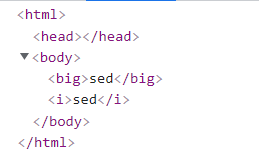 <html>
<head></head>
▼<body>
<big>sed</big>
<i>sed</i>
</body>
</html>